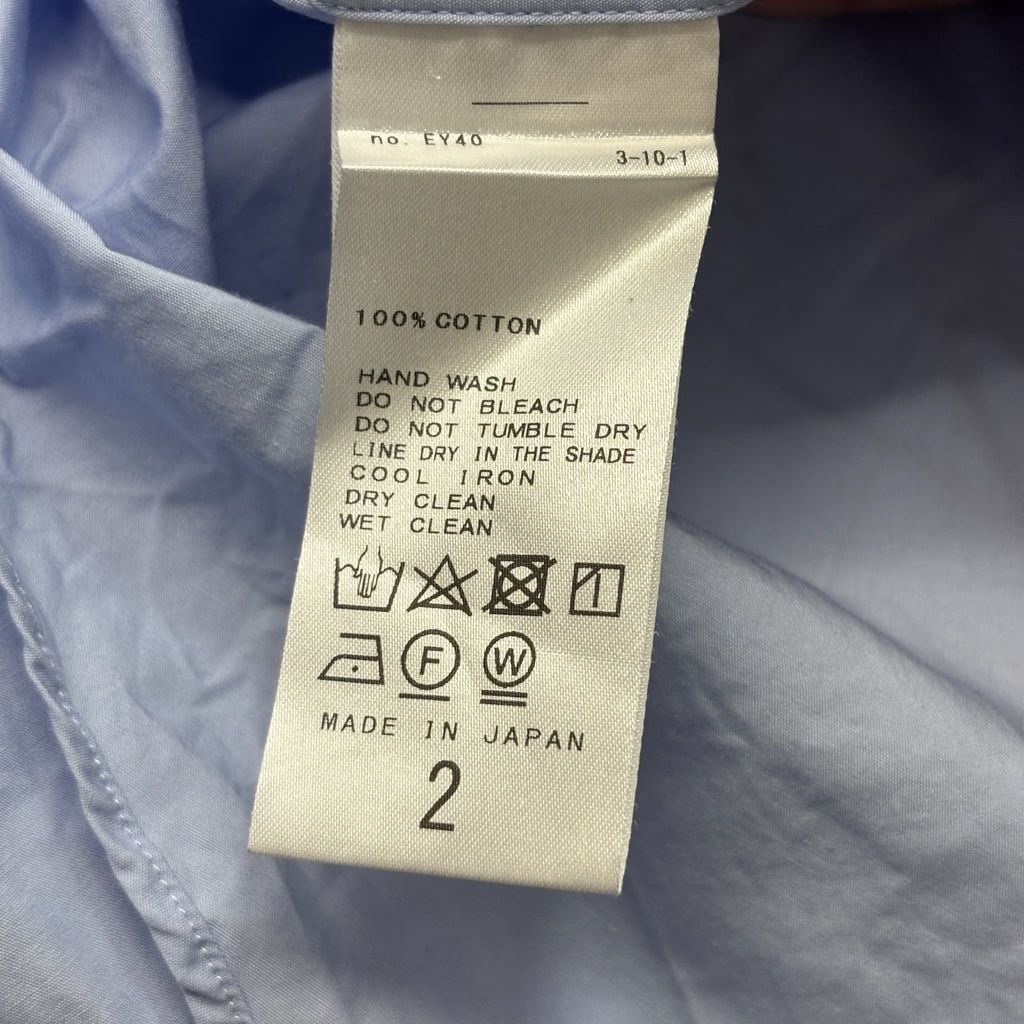 no. EY40
3-10-1
100% COTTON
HAND WASH
DO NOT BLEACH
DO NOT TUMBLE DRY
LINE DRY IN THE SHADE
COOL IRON
DRY CLEAN
WET CLEAN
F W
MADE IN JAPAN
2